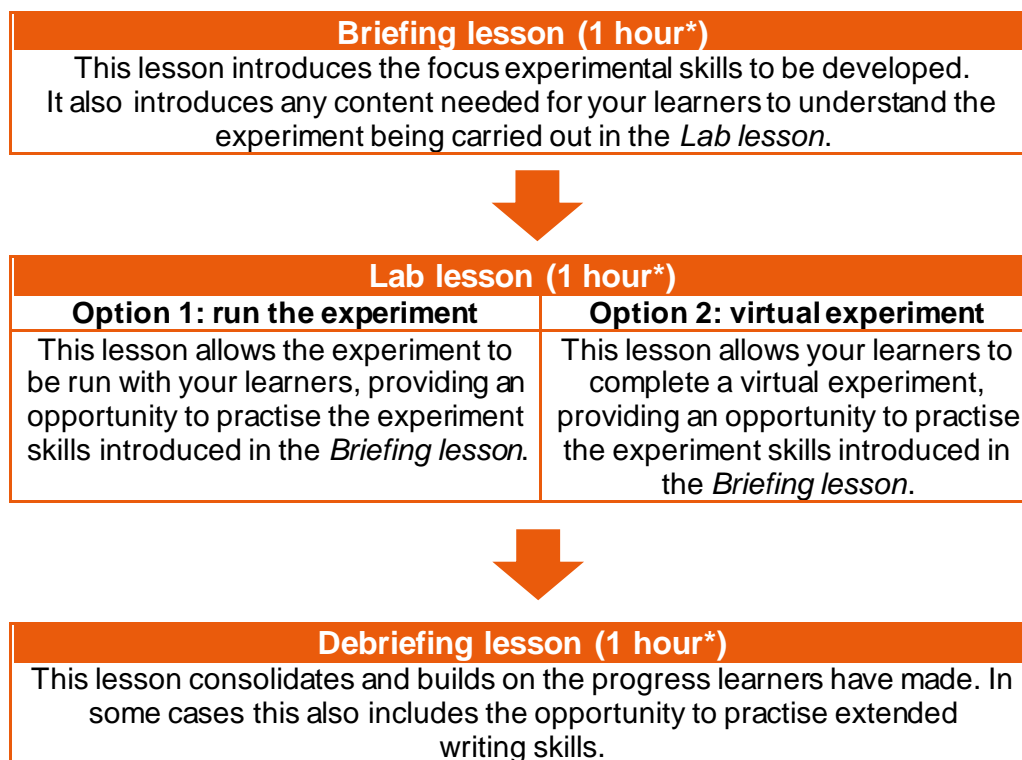 Briefing lesson (1 hour*)
This lesson introduces the focus experimental skills to be developed.
It also introduces any content needed for your learners to understand the
experiment being carried out in the Lab lesson.
Lab lesson (1 hour*)
Option 1: run the experiment
This lesson allows the experiment to
be run with your learners, providing an
opportunity to practise the experiment
skills introduced in the Briefing lesson.
Option 2: virtual experiment
This lesson allows your learners to
complete a virtual experiment,
providing an opportunity to practise
the experiment skills introduced in
the Briefing lesson.
Debriefing lesson (1 hour*)
This lesson consolidates and builds on the progress learners have made. In
some cases this also includes the opportunity to practise extended
writing skills.